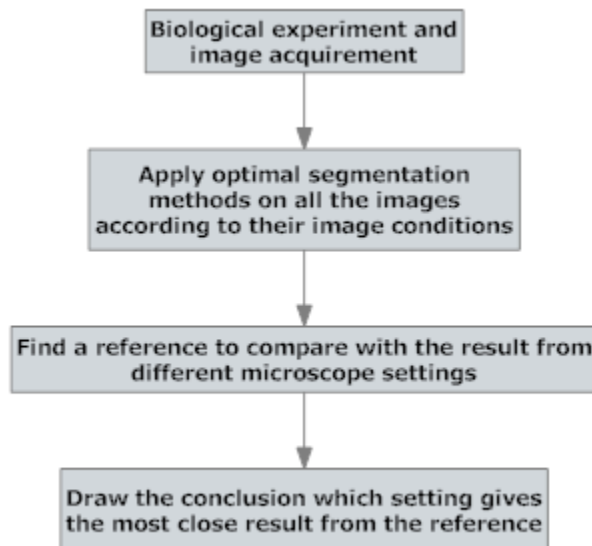 Biological experiment and
image acquirement
Apply optimal segmentation
methods on all the images
according to their image conditions
Find a reference to compare with the result from
different microscope settings
Draw the conclusion which setting gives
the most close result from the reference